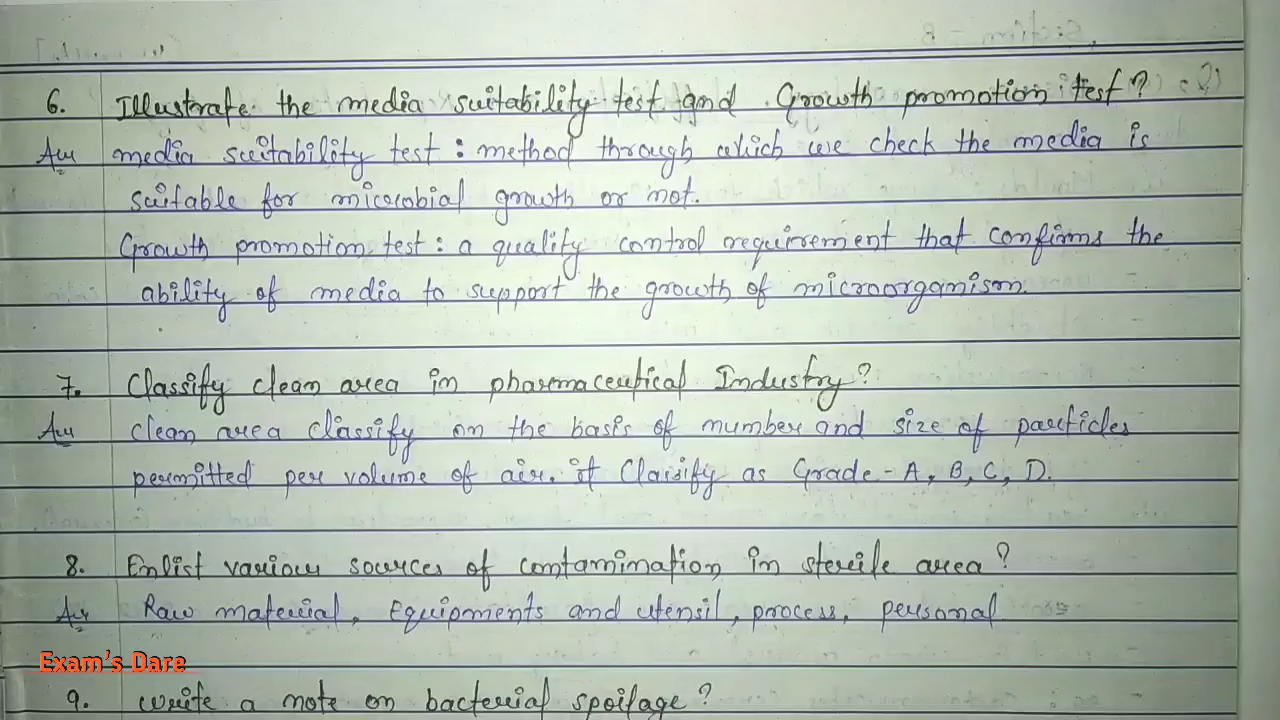 6. Illustrate the media suitability test and Growth promotion test?
Ans media suitability test : method through which we check the media is
suitable for microbial growth or not.
Growth promotion test : a quality control requirement that confirms the
ability of media to support the growth of microorganism.
7. Classify clean area in pharmaceutical Industry?
Ans clean area classify on the basis of number and size of particles
permitted per volume of air. it Classify as Grade - A, B, C, D.
8. Enlist various sources of contamination in sterile area?
Ans Raw material, Equipments and utensil, process, personal
Exam's Dare
9. write a note on bacterial spoilage?